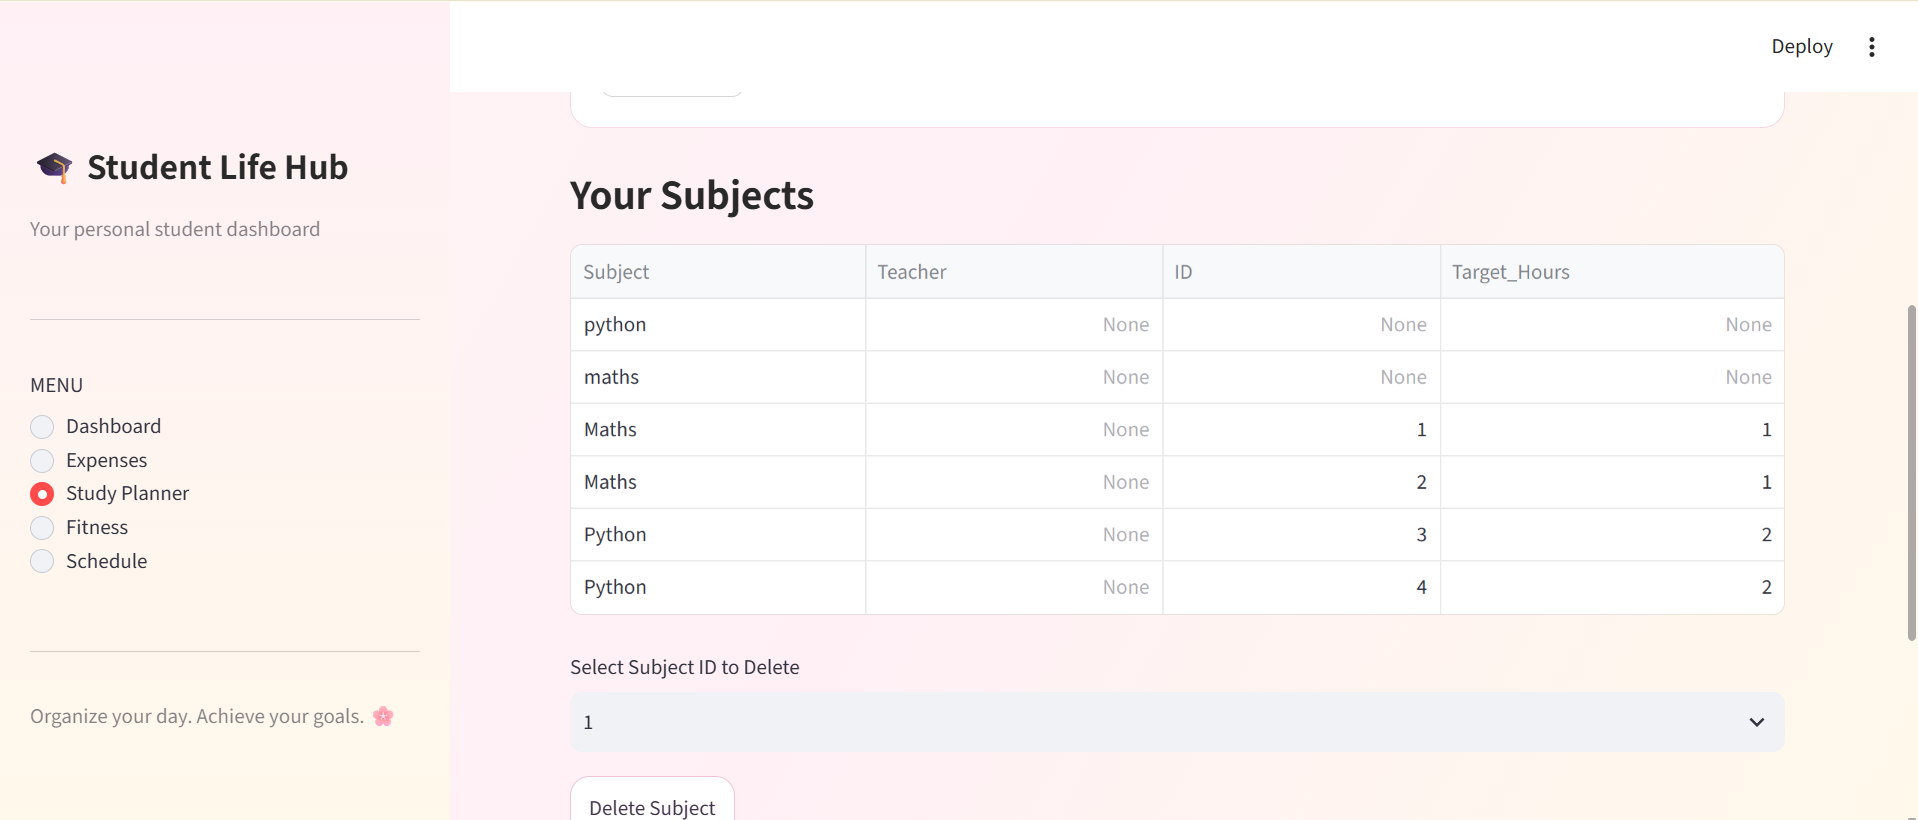 Deploy
Student Life Hub
Your personal student dashboard
MENU
Dashboard
Expenses
Study Planner
Fitness
Schedule
Organize your day. Achieve your goals.
Your Subjects
Subject Teacher ID Target_Hours
python None None None
maths None None None
Maths None 1 1
Maths None 2 1
Python None 3 2
Python None 4 2
Select Subject ID to Delete
1
Delete Subject